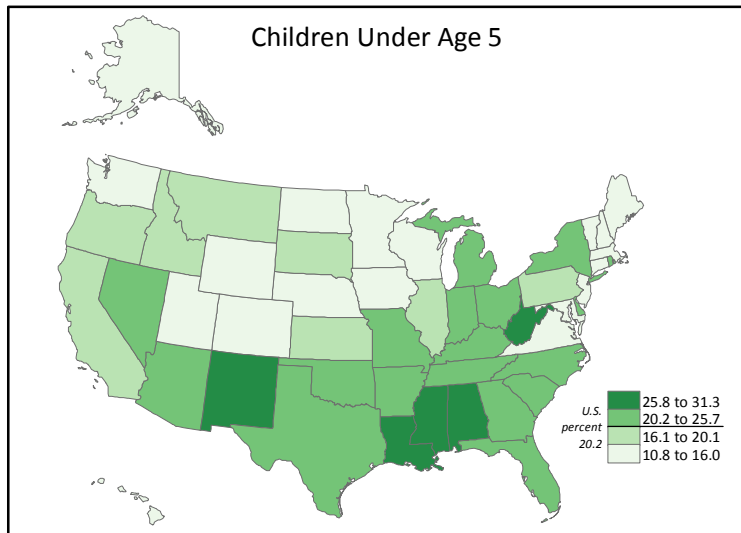 Children Under Age 5
U.S.
percent
20.2
25.8 to 31.3
20.2 to 25.7
16.1 to 20.1
10.8 to 16.0